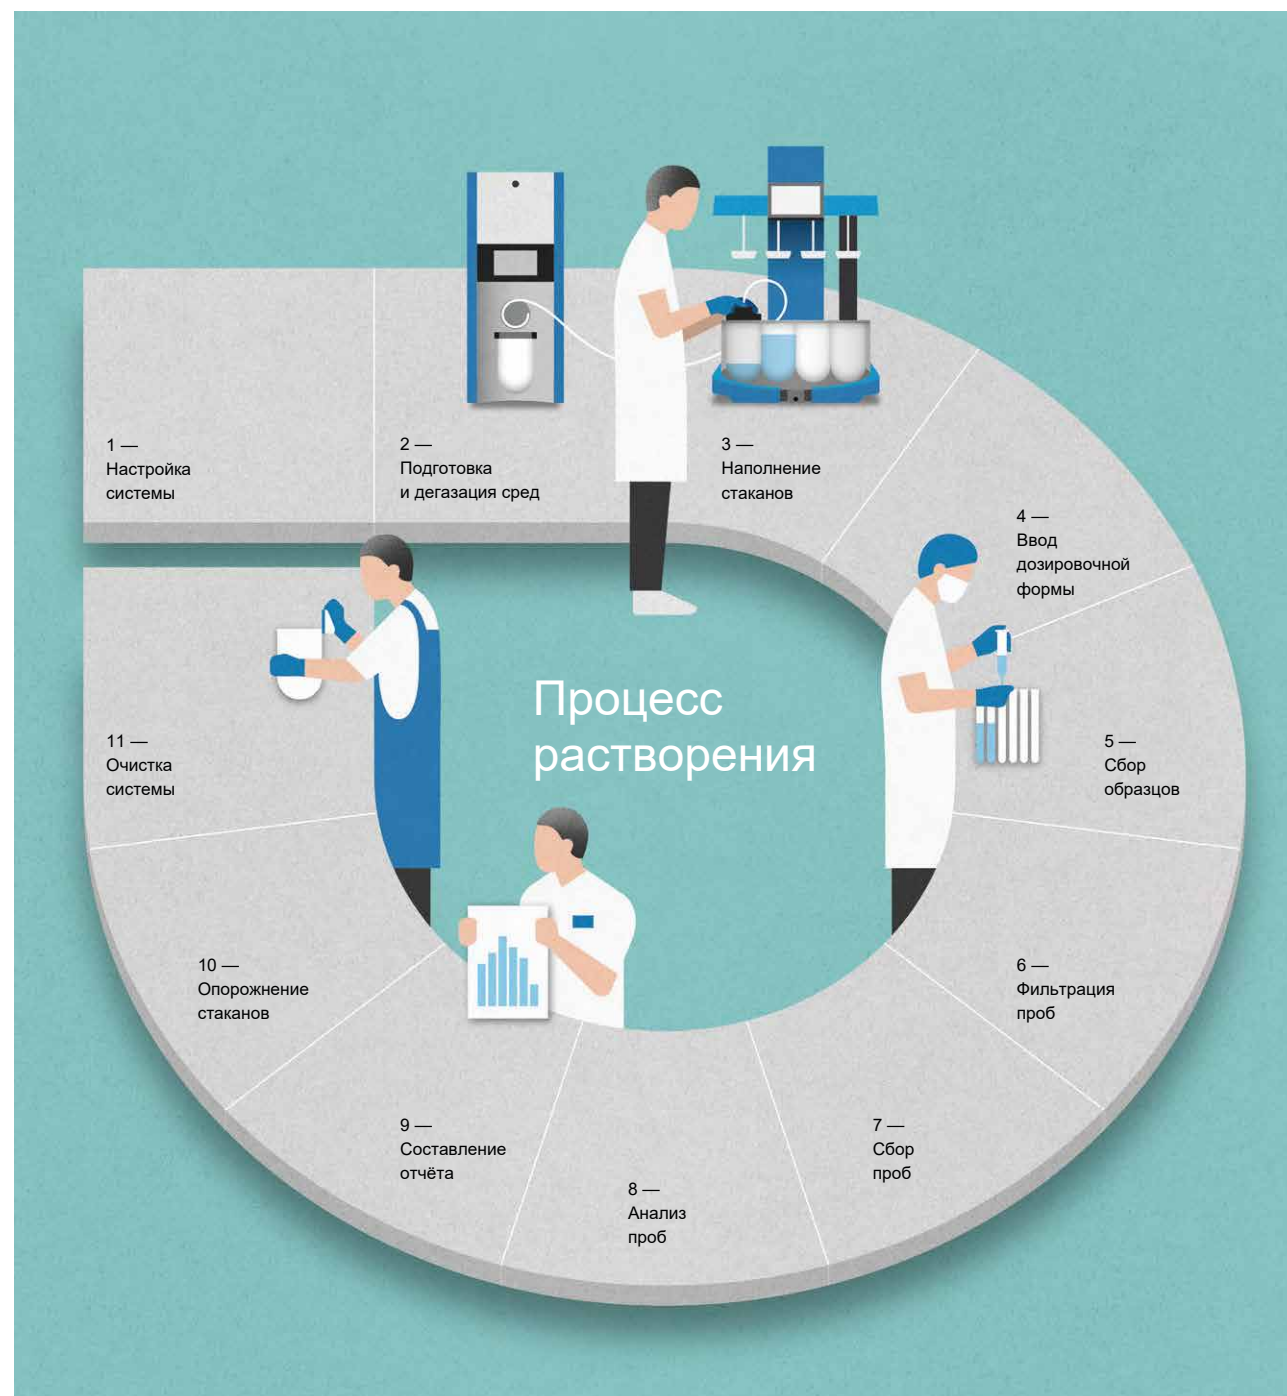 1 —
Настройка
системы
2 —
Подготовка
и дегазация сред
3 —
Наполнение
стаканов
4 —
Ввод
дозировочной
формы
5 —
Сбор
образцов
6 —
Фильтрация
проб
7 —
Сбор
проб
8 —
Анализ
проб
9 —
Составление
отчёта
10 —
Опорожнение
стаканов
11 —
Очистка
системы
Процесс
растворения